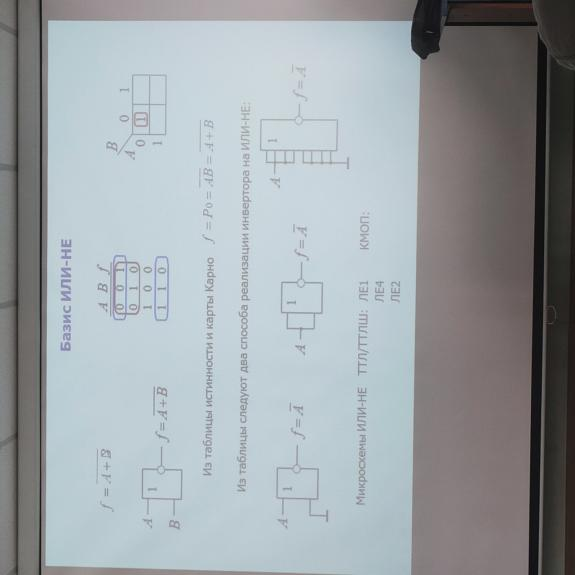 Базис ИЛИ-НЕ
f = A+B
A B f
0 0 1
0 1 0
1 0 0
1 1 0
B
A 0 1
0 1
1
A 1
B
f = A+B
Из таблицы истинности и карты Карно f = P0 = AB = A+B
Из таблицы следуют два способа реализации инвертора на ИЛИ-НЕ:
A 1 f = A
A 1 f = A
A 1 f = A
Микросхемы ИЛИ-НЕ ТТЛ/ТТЛШ: ЛЕ1 КМОП:
ЛЕ4
ЛЕ2